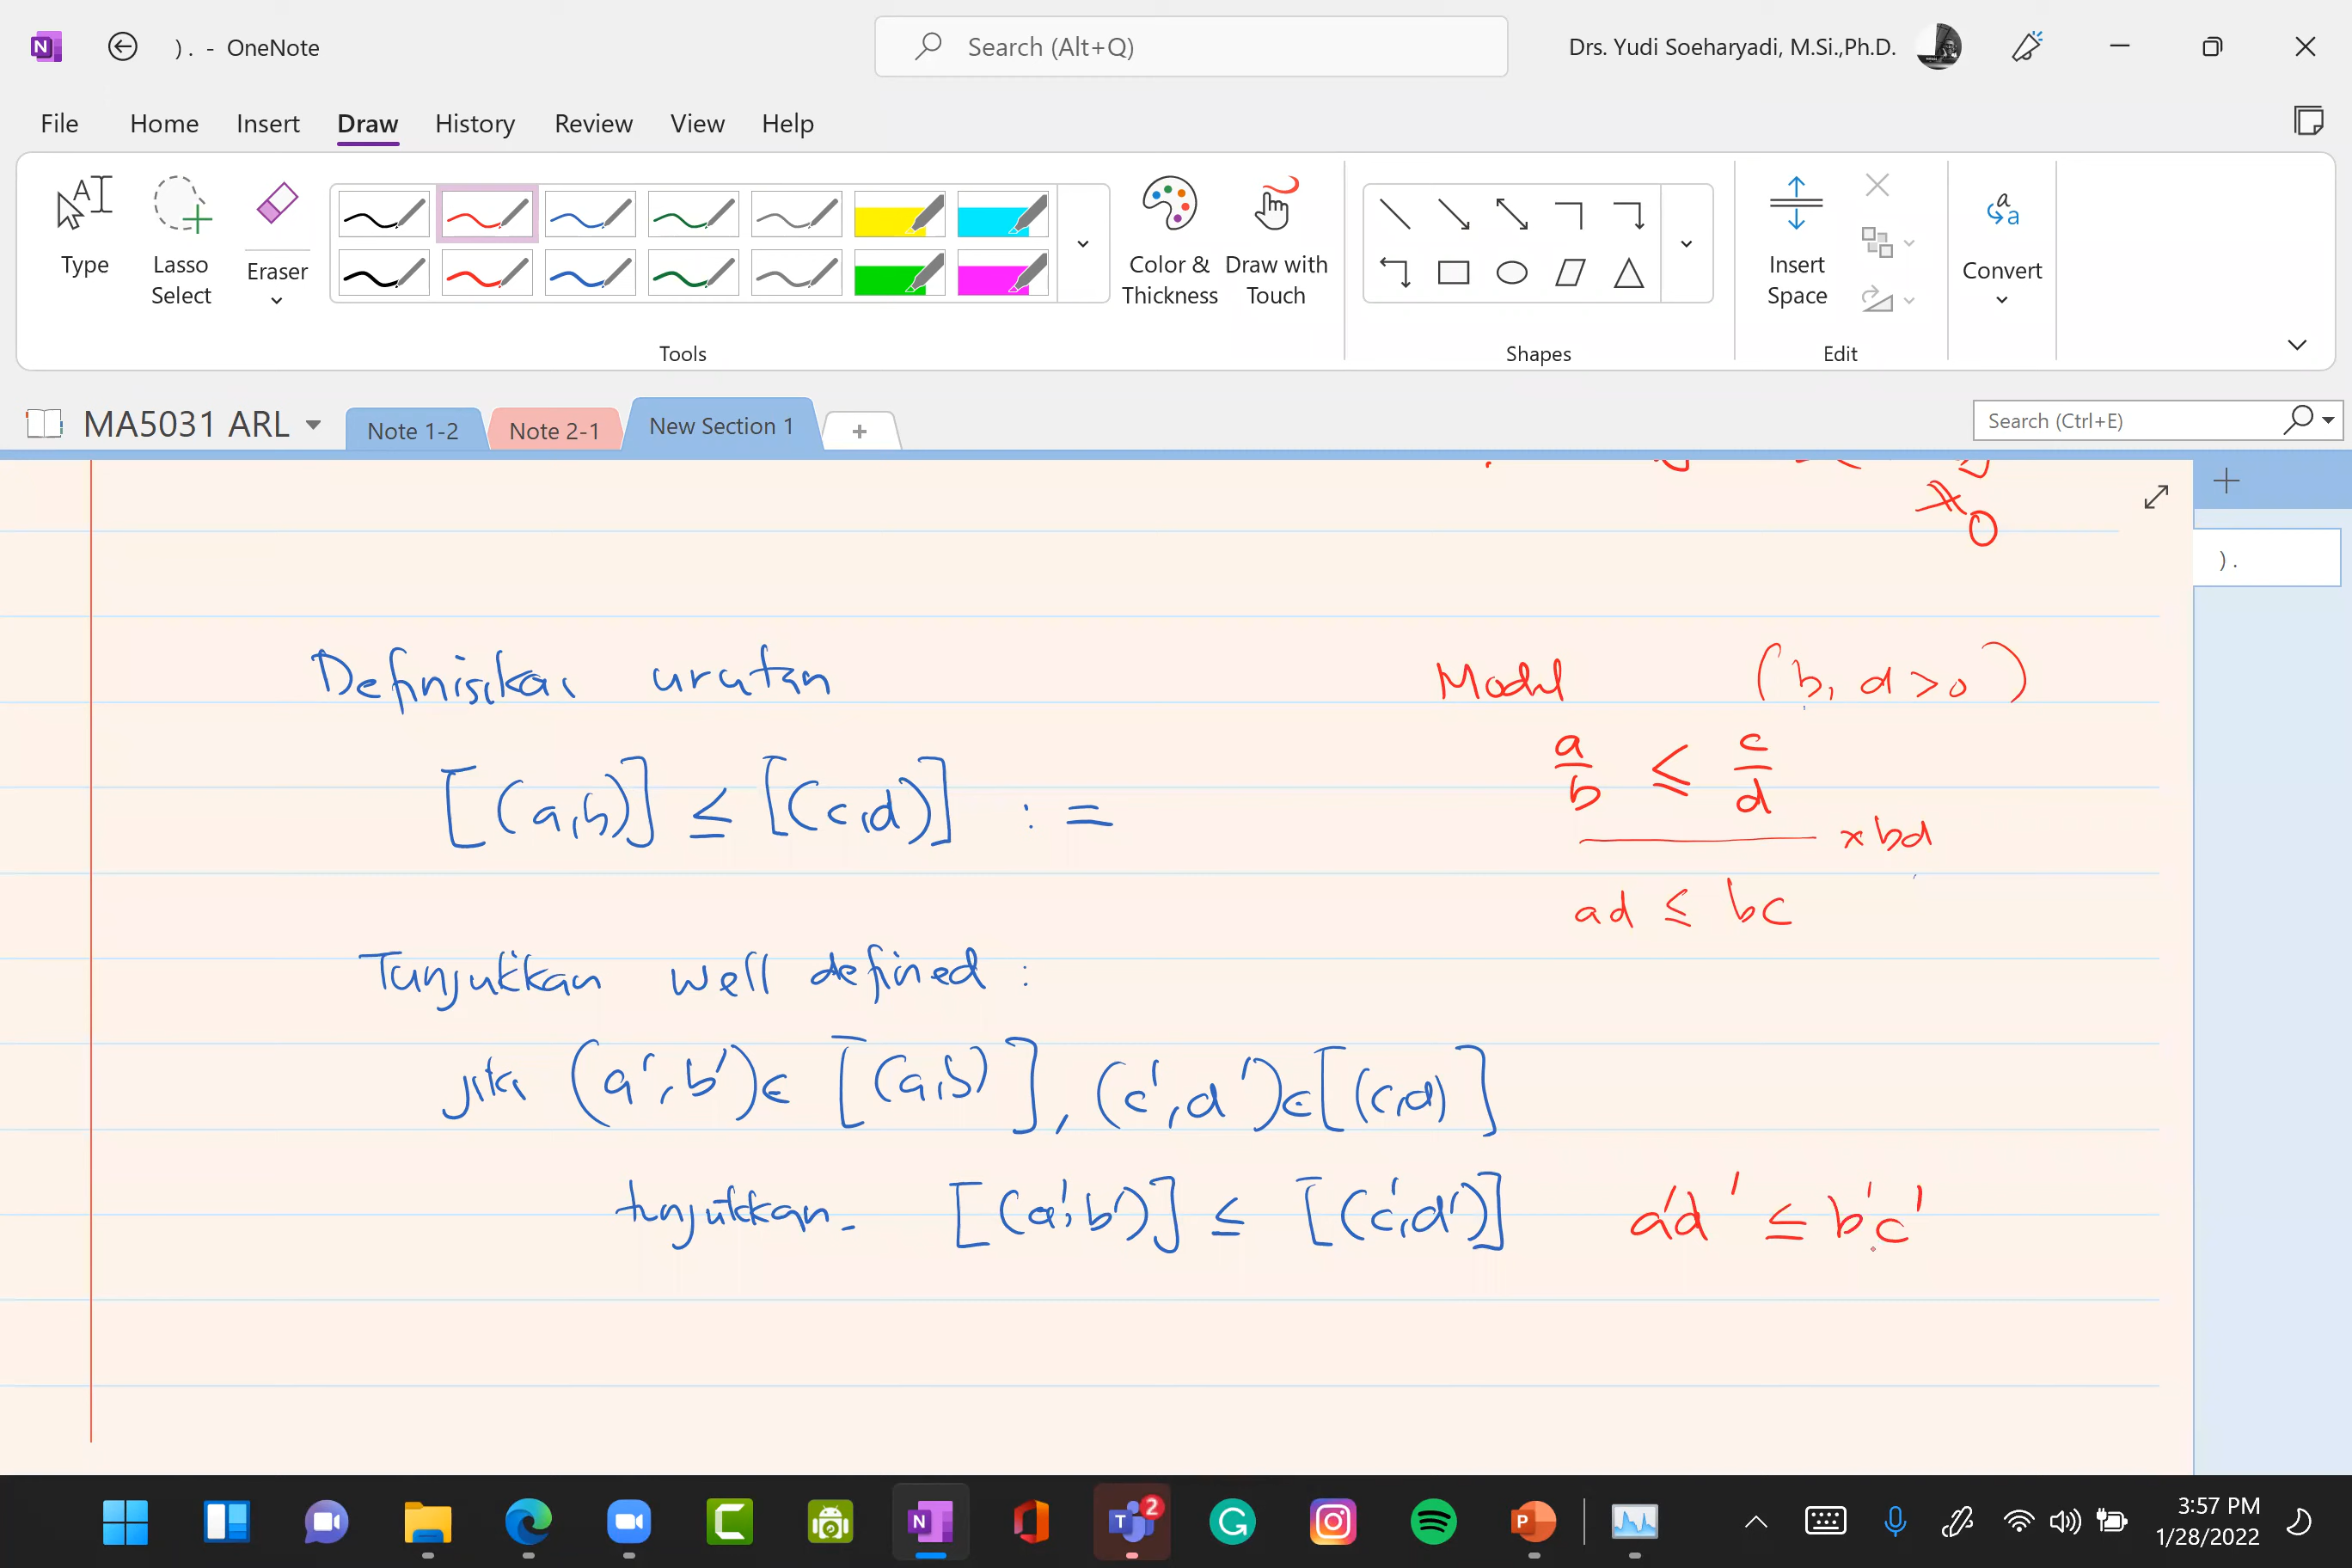 ). - OneNote
Search (Alt+Q)
Drs. Yudi Soeharyadi, M.Si.,Ph.D.
File Home Insert Draw History Review View Help
Type
Lasso Select
Eraser
Color & Thickness
Draw with Touch
Insert Space
Convert
Tools
Shapes
Edit
MA5031 ARL
Note 1-2
Note 2-1
New Section 1
Search (Ctrl+E)
).
0
Definisikan urutan
[(a,b)] ≤ [(c,d)] :=
Model (b, d > 0)
a/b ≤ c/d
× bd
ad ≤ bc
Tunjukkan well defined :
jika (a', b') ∈ [(a,b)], (c', d') ∈ [(c,d)]
tunjukkan [(a',b')] ≤ [(c',d')] a'd' ≤ b'c'
2
3:57 PM
1/28/2022